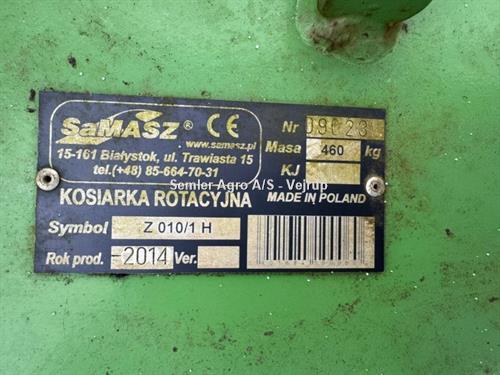 SaMASZ® CE
www.samasz.pl
15-161 Białystok, ul. Trawiasta 15
tel.(+48) 85-664-70-31
KOSIARKA ROTACYJNA
Symbol Z 010/1 H
Rok prod. -2014 Ver.
Nr
Masa 460 kg
KJ
MADE IN POLAND
Semler Agro A/S - Vejrup